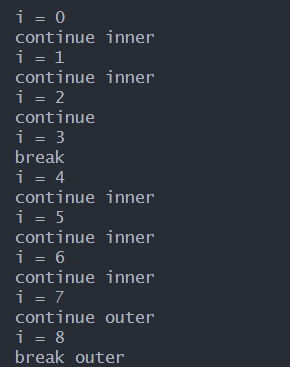 i = 0
continue inner
i = 1
continue inner
i = 2
continue
i = 3
break
i = 4
continue inner
i = 5
continue inner
i = 6
continue inner
i = 7
continue outer
i = 8
break outer